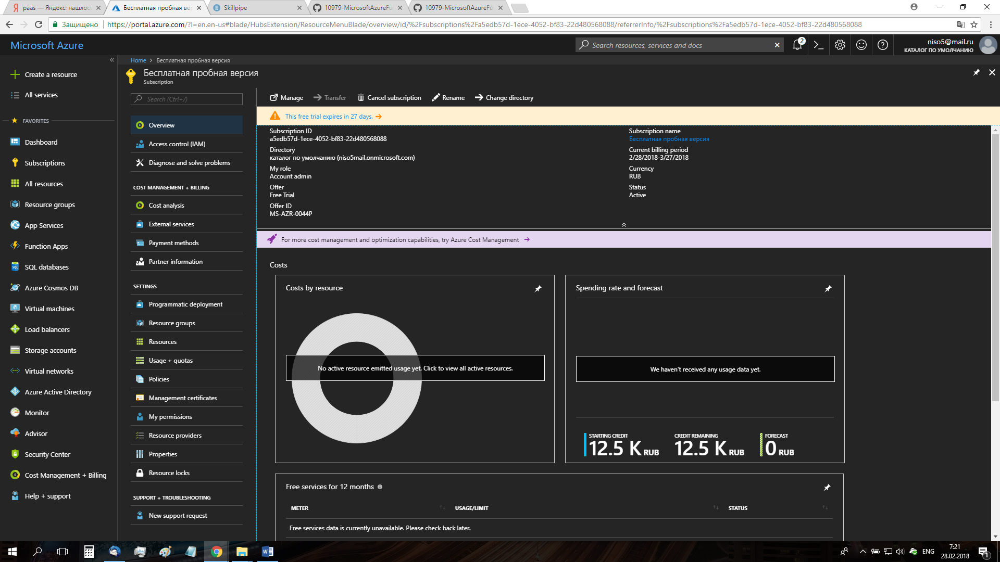 paas — Яндекс: нашлось
Бесплатная пробная вер
Skillpipe
10979-MicrosoftAzureFu
10979-MicrosoftAzureFu
Защищено
https://portal.azure.com/?l=en.en-us#blade/HubsExtension/ResourceMenuBlade/overview/id/%2Fsubscriptions%2Fa5edb57d-1ece-4052-bf83-22d480568088/referrerInfo/%2Fsubscriptions%2Fa5edb57d-1ece-4052-bf83-22d480568088
Microsoft Azure
Search resources, services and docs
2
niso5@mail.ru
КАТАЛОГ ПО УМОЛЧАНИЮ
Create a resource
All services
FAVORITES
Dashboard
Subscriptions
All resources
Resource groups
App Services
Function Apps
SQL databases
Azure Cosmos DB
Virtual machines
Load balancers
Storage accounts
Virtual networks
Azure Active Directory
Monitor
Advisor
Security Center
Cost Management + Billing
Help + support
Home > Бесплатная пробная версия
Бесплатная пробная версия
Subscription
Search (Ctrl+/)
Overview
Access control (IAM)
Diagnose and solve problems
COST MANAGEMENT + BILLING
Cost analysis
External services
Payment methods
Partner information
SETTINGS
Programmatic deployment
Resource groups
Resources
Usage + quotas
Policies
Management certificates
My permissions
Resource providers
Properties
Resource locks
SUPPORT + TROUBLESHOOTING
New support request
Manage
Transfer
Cancel subscription
Rename
Change directory
This free trial expires in 27 days.
Subscription ID
a5edb57d-1ece-4052-bf83-22d480568088
Directory
каталог по умолчанию (niso5mail.onmicrosoft.com)
My role
Account admin
Offer
Free Trial
Offer ID
MS-AZR-0044P
Subscription name
Бесплатная пробная версия
Current billing period
2/28/2018-3/27/2018
Currency
RUB
Status
Active
For more cost management and optimization capabilities, try Azure Cost Management
Costs
Costs by resource
No active resource emitted usage yet. Click to view all active resources.
Spending rate and forecast
We haven't received any usage data yet.
STARTING CREDIT
12.5 K RUB
CREDIT REMAINING
12.5 K RUB
FORECAST
0 RUB
Free services for 12 months
METER
USAGE/LIMIT
STATUS
Free services data is currently unavailable. Please check back later.
ENG
7:21
28.02.2018
1